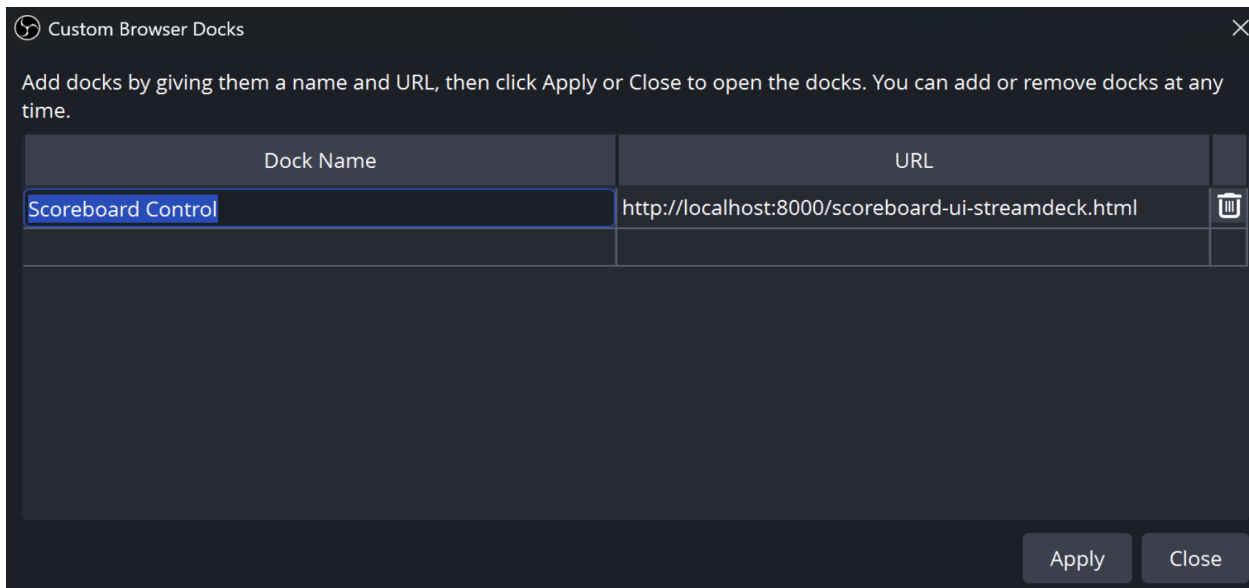 Custom Browser Docks
Add docks by giving them a name and URL, then click Apply or Close to open the docks. You can add or remove docks at any
time.
Dock Name URL
Scoreboard Control http://localhost:8000/scoreboard-ui-streamdeck.html
Apply Close